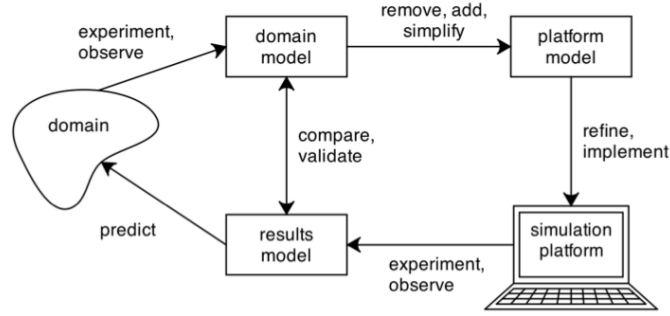 experiment,
observe
domain
model
remove, add,
simplify
platform
model
domain
compare,
validate
refine,
implement
predict
results
model
experiment,
observe
simulation
platform